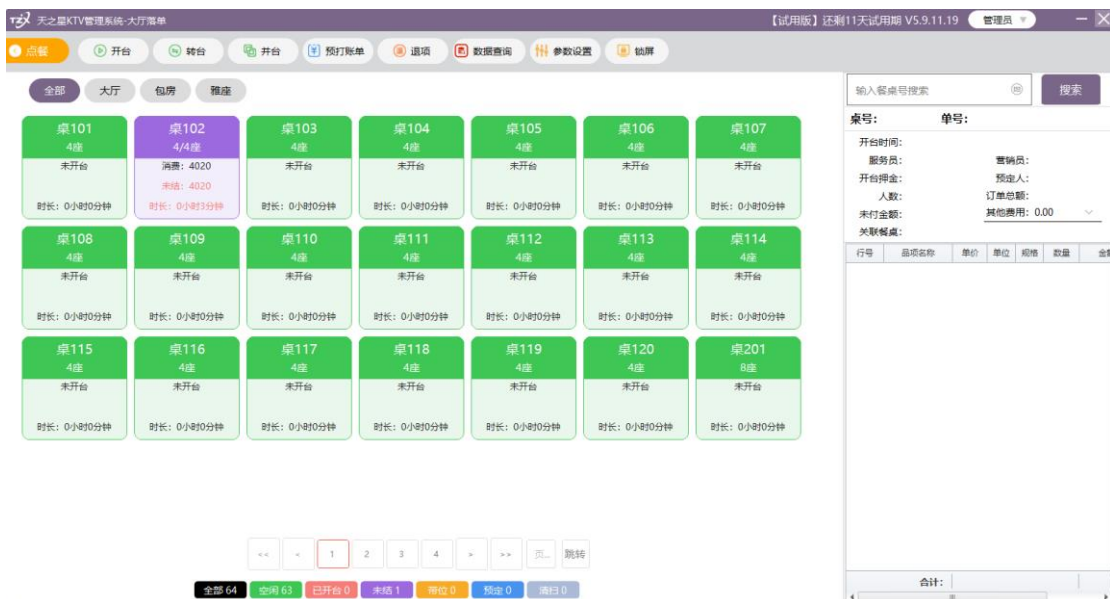 TZX 天之星KTV管理系统-大厅落单 【试用版】还剩11天试用期 V5.9.11.19 管理员
点餐 开台 转台 并台 预打账单 退项 数据查询 参数设置 锁屏
全部 大厅 包房 雅座 输入餐桌号搜索 搜索
桌101 桌102 桌103 桌104 桌105 桌106 桌107
4座 4/4座 4座 4座 4座 4座 4座
未开台 消费：4020 未开台 未开台 未开台 未开台 未开台
未结：4020
时长：0小时0分钟 时长：0小时3分钟 时长：0小时0分钟 时长：0小时0分钟 时长：0小时0分钟 时长：0小时0分钟 时长：0小时0分钟
桌108 桌109 桌110 桌111 桌112 桌113 桌114
4座 4座 4座 4座 4座 4座 4座
未开台 未开台 未开台 未开台 未开台 未开台 未开台
时长：0小时0分钟 时长：0小时0分钟 时长：0小时0分钟 时长：0小时0分钟 时长：0小时0分钟 时长：0小时0分钟 时长：0小时0分钟
桌115 桌116 桌117 桌118 桌119 桌120 桌201
4座 4座 4座 4座 4座 4座 8座
未开台 未开台 未开台 未开台 未开台 未开台 未开台
时长：0小时0分钟 时长：0小时0分钟 时长：0小时0分钟 时长：0小时0分钟 时长：0小时0分钟 时长：0小时0分钟 时长：0小时0分钟
<< < 1 2 3 4 > >> 页... 跳转
全部 64 空闲 63 已开台 0 未结 1 带位 0 预定 0 清扫 0
桌号： 单号：
开台时间：
服务员： 营销员：
开台押金： 预定人：
人数： 订单总额：
未付金额： 其他费用：0.00
关联餐桌：
行号 品项名称 单价 单位 规格 数量 金
合计：